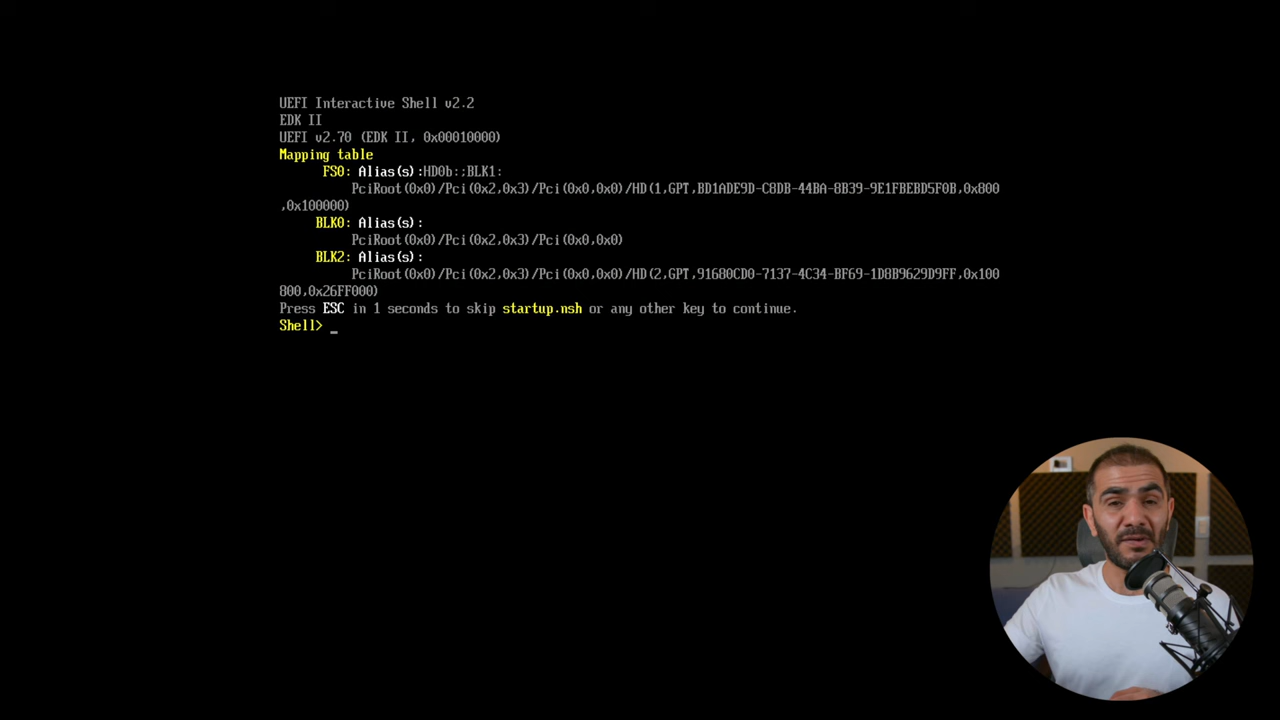 UEFI Interactive Shell v2.2
EDK II
UEFI v2.70 (EDK II, 0x00010000)
Mapping table
FS0: Alias(s):HD0b:;BLK1:
PciRoot(0x0)/Pci(0x2,0x3)/Pci(0x0,0x0)/HD(1,GPT,BD1ADE9D-C8DB-44BA-8B39-9E1FBEBD5F0B,0x800
,0x100000)
BLK0: Alias(s):
PciRoot(0x0)/Pci(0x2,0x3)/Pci(0x0,0x0)
BLK2: Alias(s):
PciRoot(0x0)/Pci(0x2,0x3)/Pci(0x0,0x0)/HD(2,GPT,91680CD0-7137-4C34-BF69-1D8B9629D9FF,0x100
800,0x26FF000)
Press ESC in 1 seconds to skip startup.nsh or any other key to continue.
Shell> _